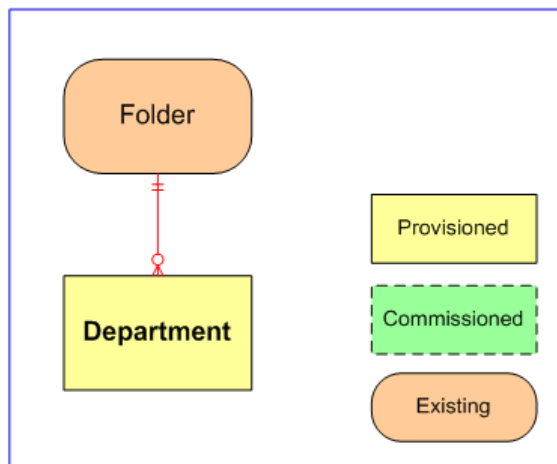 Folder
Department
Provisioned
Commissioned
Existing